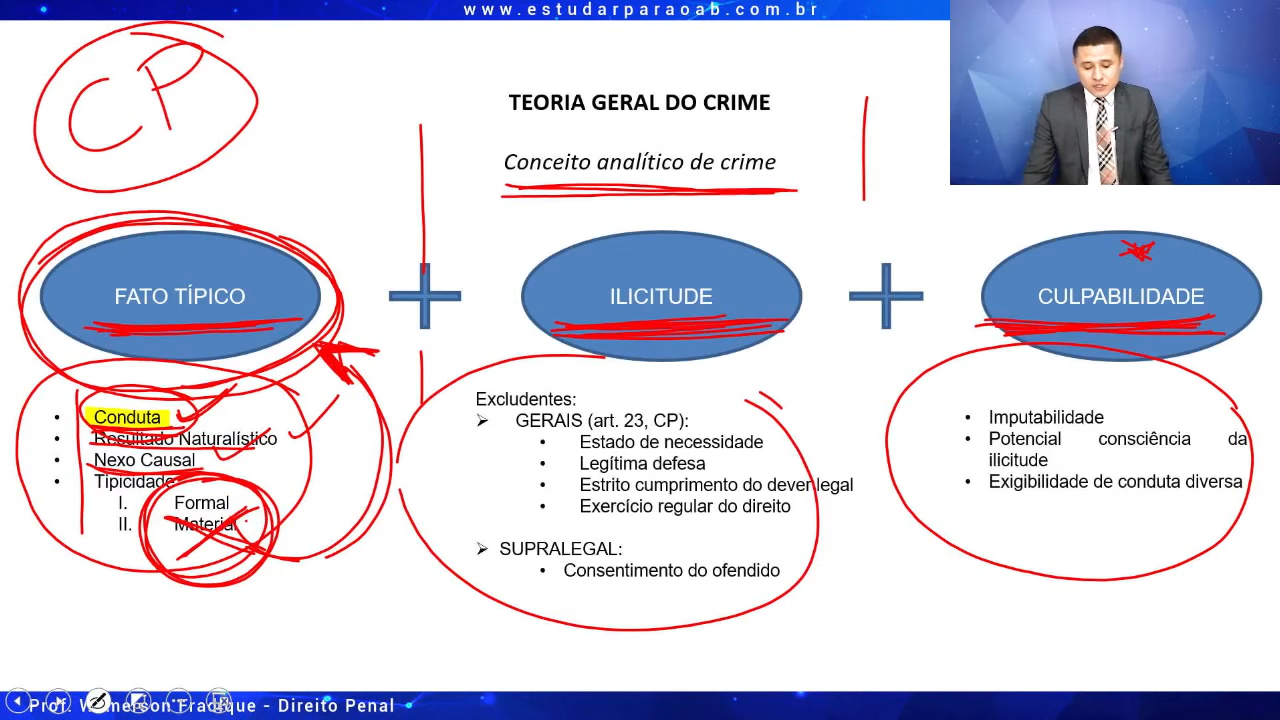 www.estudarparaoab.com.br
CP
TEORIA GERAL DO CRIME
Conceito analítico de crime
FATO TÍPICO
ILICITUDE
CULPABILIDADE
• Conduta
• Resultado Naturalístico
• Nexo Causal
• Tipicidade
I. Formal
II. Material
Excludentes:
➢ GERAIS (art. 23, CP):
• Estado de necessidade
• Legítima defesa
• Estrito cumprimento do dever legal
• Exercício regular do direito
➢ SUPRALEGAL:
• Consentimento do ofendido
• Imputabilidade
• Potencial consciência da
ilicitude
• Exigibilidade de conduta diversa
Prof. - Direito Penal